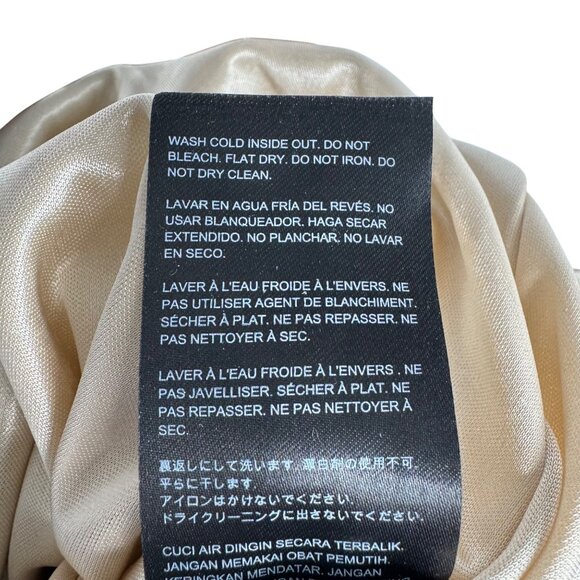 WASH COLD INSIDE OUT. DO NOT
BLEACH. FLAT DRY. DO NOT IRON. DO
NOT DRY CLEAN.
LAVAR EN AGUA FRÍA DEL REVÉS. NO
USAR BLANQUEADOR. HAGA SECAR
EXTENDIDO. NO PLANCHAR. NO LAVAR
EN SECO.
LAVER À L'EAU FROIDE À L'ENVERS. NE
PAS UTILISER AGENT DE BLANCHIMENT.
SÉCHER À PLAT. NE PAS REPASSER. NE
PAS NETTOYER À SEC.
LAVER À L'EAU FROIDE À L'ENVERS . NE
PAS JAVELLISER. SÉCHER À PLAT. NE
PAS REPASSER. NE PAS NETTOYER À
SEC.
裏返しにして洗います. 漂白剤の使用不可.
平らに干します.
アイロンはかけないでください.
ドライクリーニングに出さないでください.
CUCI AIR DINGIN SECARA TERBALIK.
JANGAN MEMAKAI OBAT PEMUTIH.
KERINGKAN MENDATAR. JANGAN